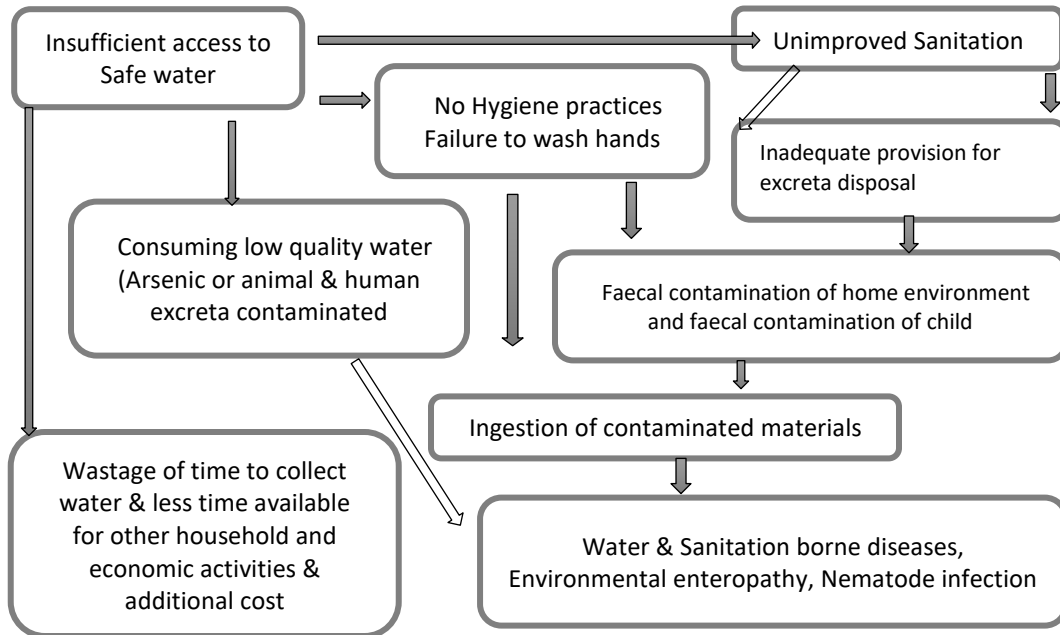 Insufficient access to
Safe water
Unimproved Sanitation
No Hygiene practices
Failure to wash hands
Inadequate provision for
excreta disposal
Consuming low quality water
(Arsenic or animal & human
excreta contaminated
Faecal contamination of home environment
and faecal contamination of child
Ingestion of contaminated materials
Wastage of time to collect
water & less time available
for other household and
economic activities &
additional cost
Water & Sanitation borne diseases,
Environmental enteropathy, Nematode infection